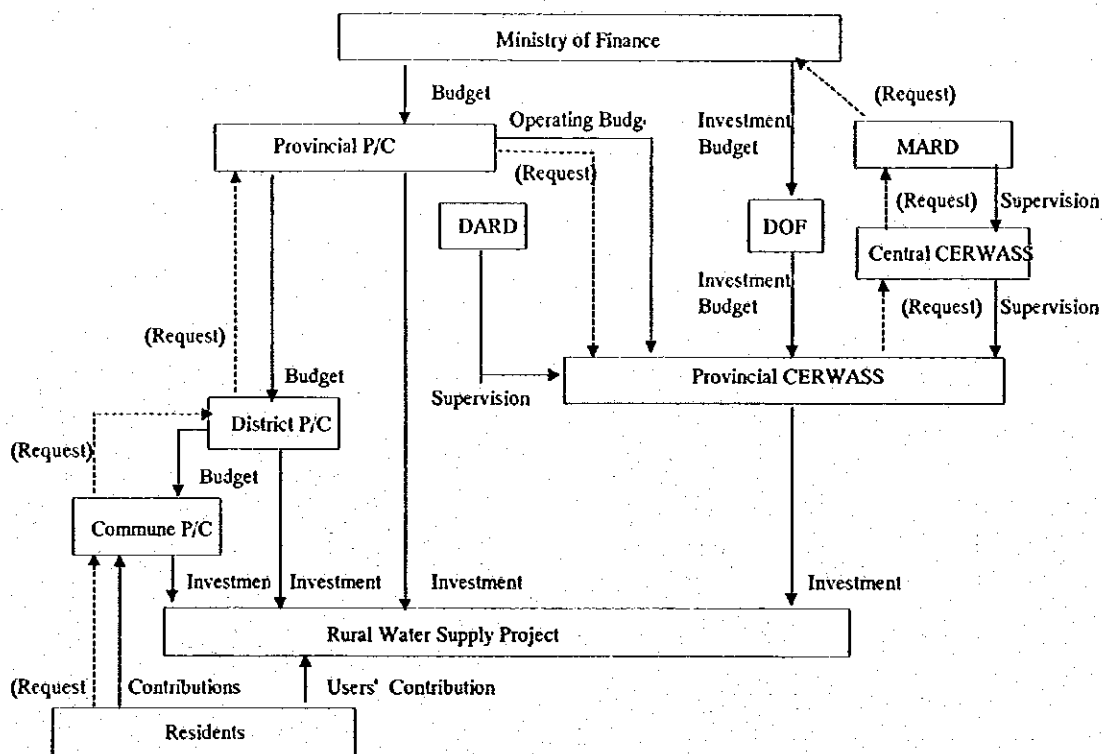 Ministry of Finance
Budget
(Request)
Operating Budg
Investment
Budget
Provincial P/C
MARD
(Request)
(Request)
Supervision
DARD
DOF
Central CERWASS
Investment
Budget
(Request)
Supervision
(Request)
Provincial CERWASS
Budget
Supervision
District P/C
(Request)
Budget
Commune P/C
Investmen
Investment
Investment
Investment
Rural Water Supply Project
(Request
Contributions
Users' Contribution
Residents